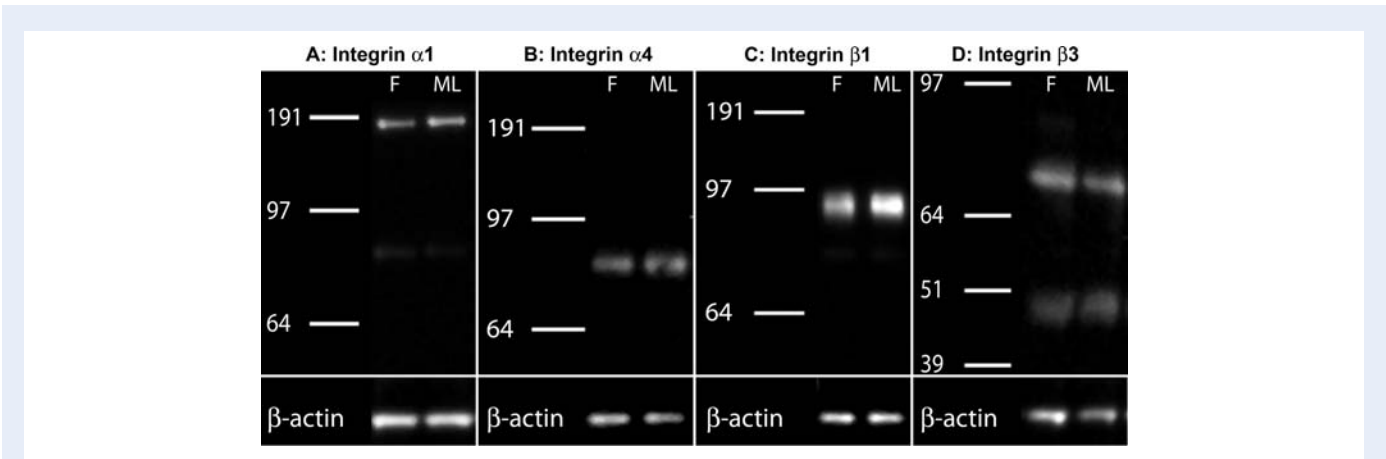 A: Integrin α1
B: Integrin α4
C: Integrin β1
D: Integrin β3
F ML
191
97
64
β-actin
F ML
191
97
64
β-actin
F ML
191
97
64
β-actin
F ML
97
64
51
39
β-actin